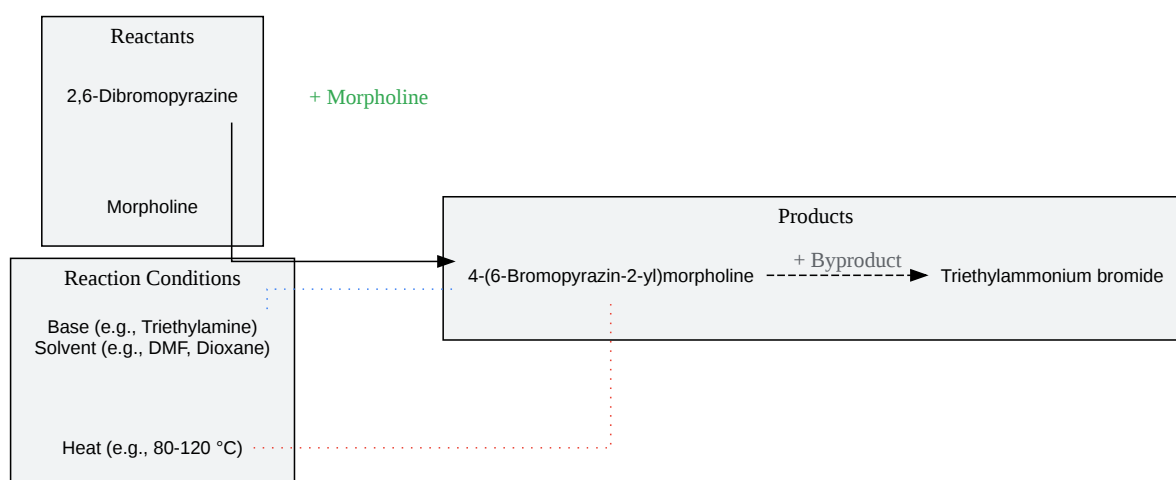 Reactants
2,6-Dibromopyrazine
+ Morpholine
Morpholine
Products
4-(6-Bromopyrazin-2-yl)morpholine
+ Byproduct
Triethylammonium bromide
Reaction Conditions
Base (e.g., Triethylamine)
Solvent (e.g., DMF, Dioxane)
Heat (e.g., 80-120 °C)